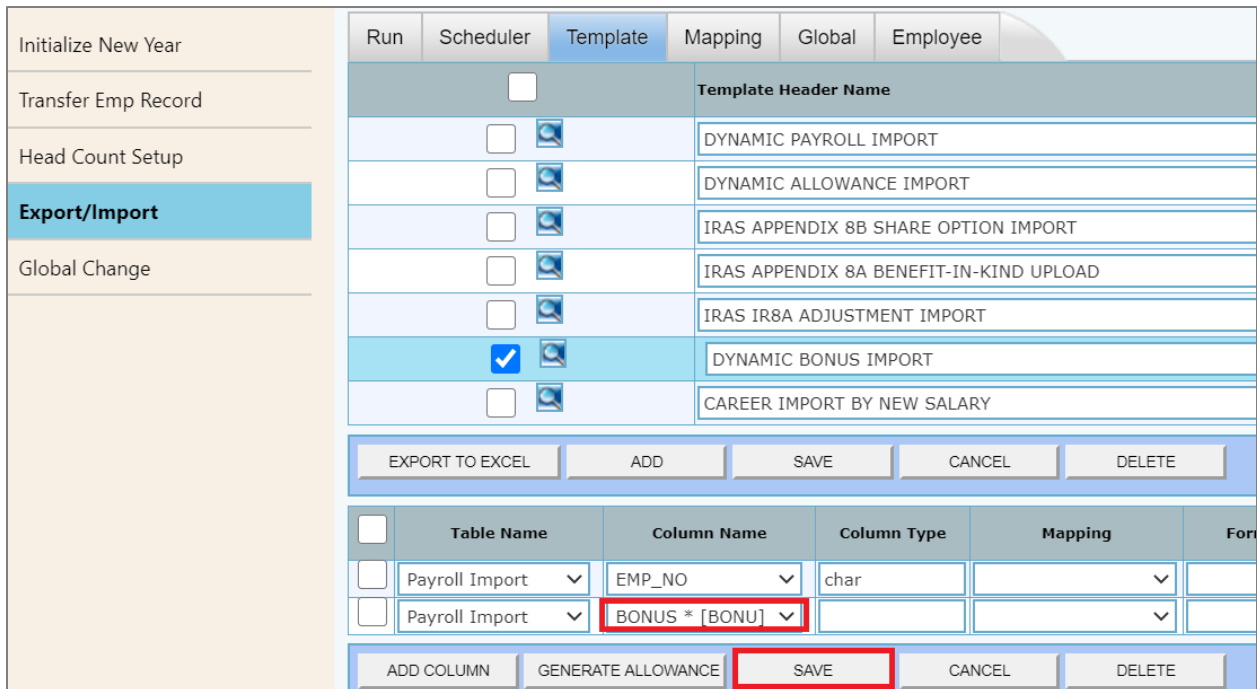 Initialize New Year
Transfer Emp Record
Head Count Setup
Export/Import
Global Change
Run Scheduler Template Mapping Global Employee
Template Header Name
DYNAMIC PAYROLL IMPORT
DYNAMIC ALLOWANCE IMPORT
IRAS APPENDIX 8B SHARE OPTION IMPORT
IRAS APPENDIX 8A BENEFIT-IN-KIND UPLOAD
IRAS IR8A ADJUSTMENT IMPORT
DYNAMIC BONUS IMPORT
CAREER IMPORT BY NEW SALARY
EXPORT TO EXCEL ADD SAVE CANCEL DELETE
Table Name Column Name Column Type Mapping
Payroll Import EMP_NO char
Payroll Import BONUS * [BONU]
ADD COLUMN GENERATE ALLOWANCE SAVE CANCEL DELETE